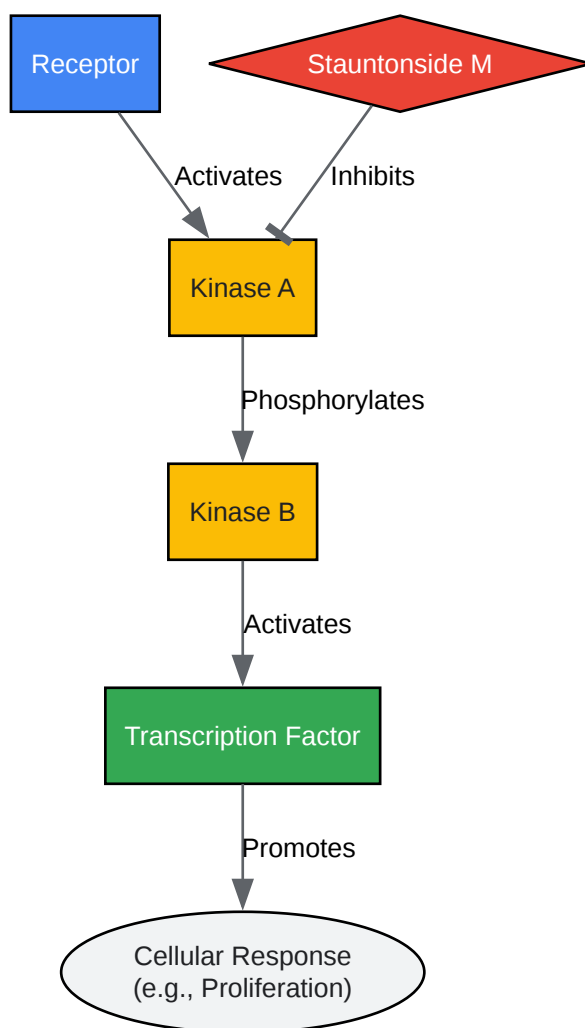 Receptor
Stauntonside M
Activates
Inhibits
Kinase A
Phosphorylates
Kinase B
Activates
Transcription Factor
Promotes
Cellular Response
(e.g., Proliferation)